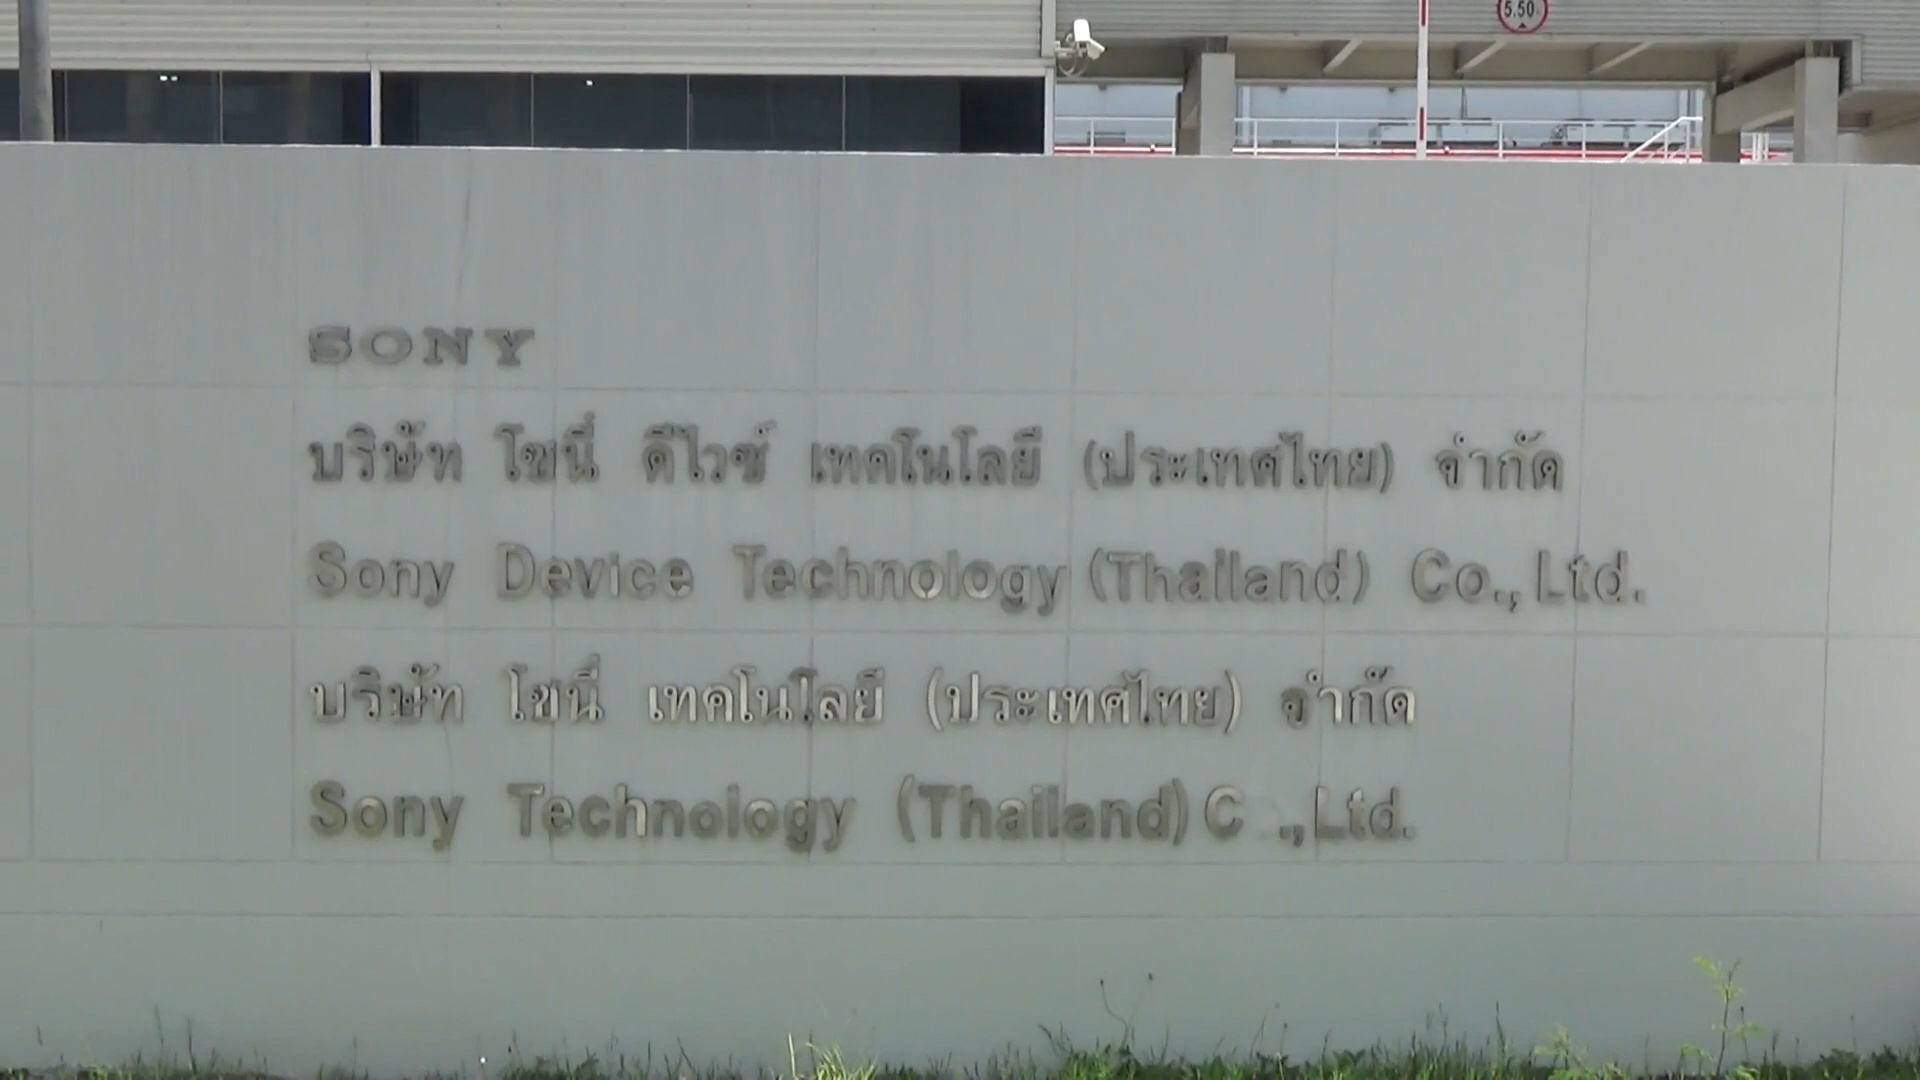 5.50
SONY
บริษัท โซนี่ ดีไวซ์ เทคโนโลยี (ประเทศไทย) จำกัด
Sony Device Technology (Thailand) Co., Ltd.
บริษัท โซนี่ เทคโนโลยี (ประเทศไทย) จำกัด
Sony Technology (Thailand) C .,Ltd.